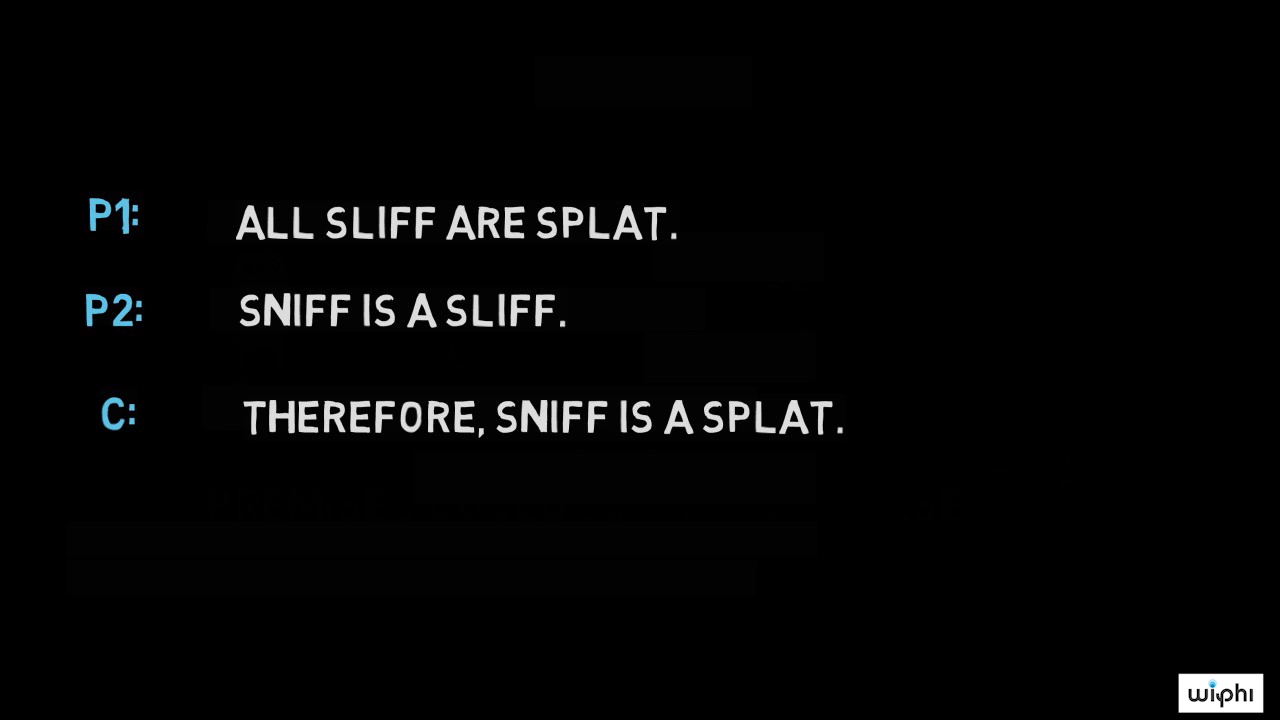 P1: ALL SLIFF ARE SPLAT.
P2: SNIFF IS A SLIFF.
C: THEREFORE, SNIFF IS A SPLAT.
wiphi